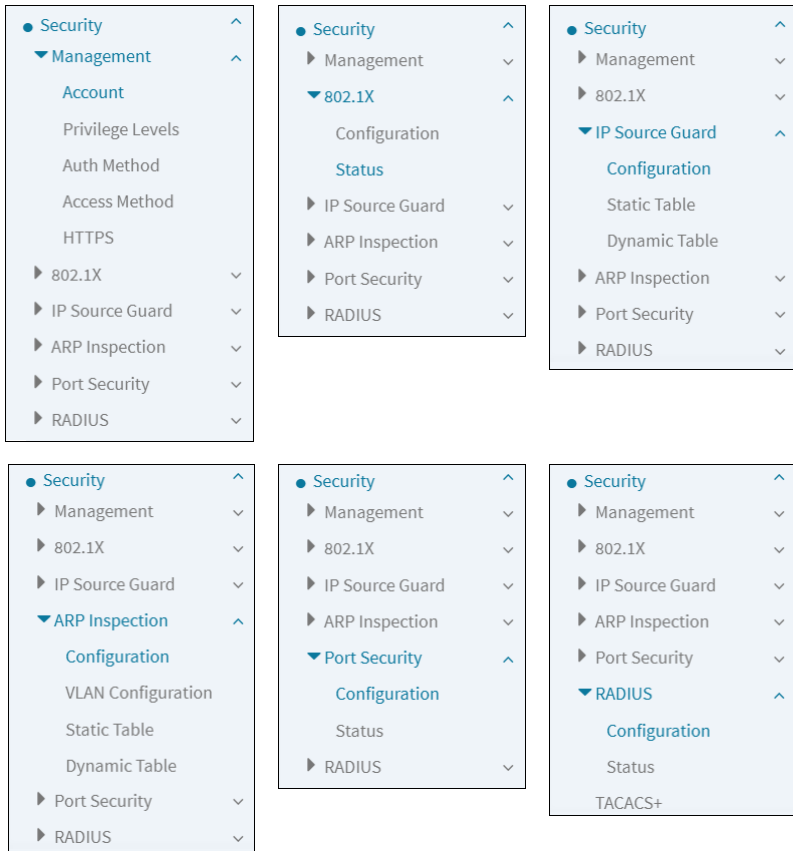 Security
Management
Account
Privilege Levels
Auth Method
Access Method
HTTPS
802.1X
IP Source Guard
ARP Inspection
Port Security
RADIUS
Security
Management
802.1X
Configuration
Status
IP Source Guard
ARP Inspection
Port Security
RADIUS
Security
Management
802.1X
IP Source Guard
Configuration
Static Table
Dynamic Table
ARP Inspection
Port Security
RADIUS
Security
Management
802.1X
IP Source Guard
ARP Inspection
Configuration
VLAN Configuration
Static Table
Dynamic Table
Port Security
RADIUS
Security
Management
802.1X
IP Source Guard
ARP Inspection
Port Security
Configuration
Status
RADIUS
Security
Management
802.1X
IP Source Guard
ARP Inspection
Port Security
RADIUS
Configuration
Status
TACACS+